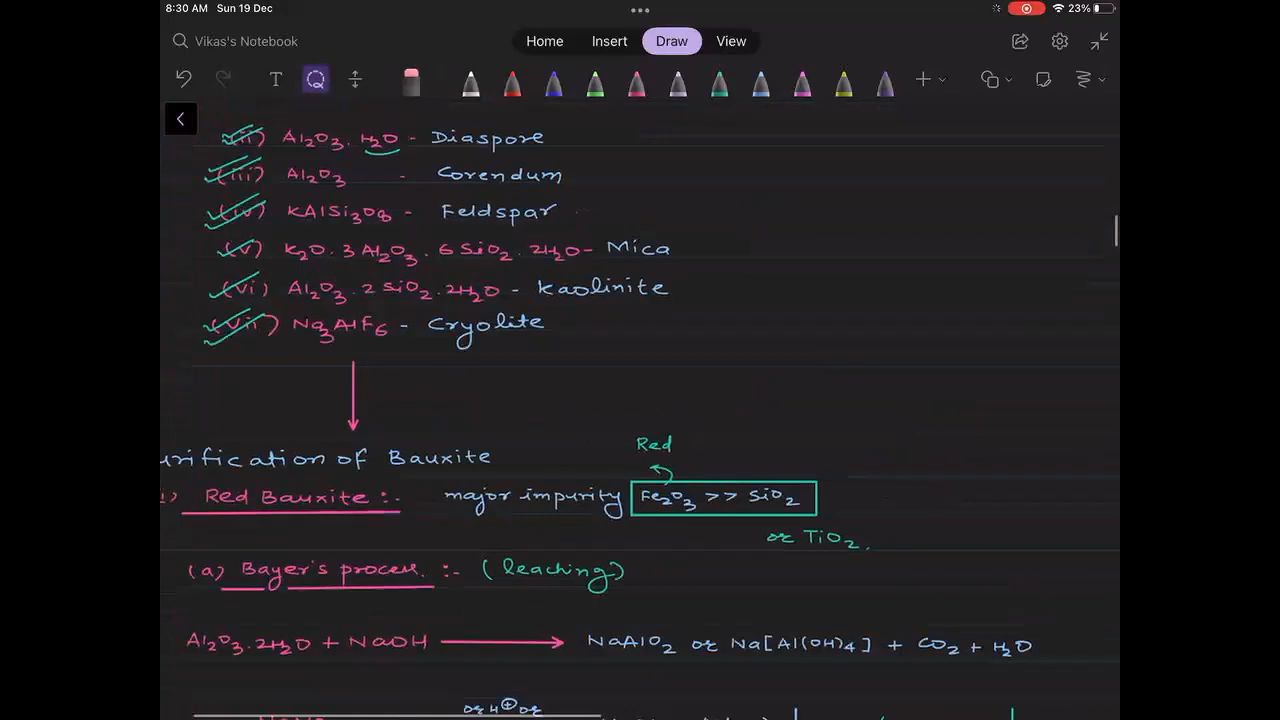 8:30 AM Sun 19 Dec
23%
Vikas's Notebook
Home Insert Draw View
(ii) Al₂O₃.H₂O - Diaspore
(iii) Al₂O₃ - Corendum
(iv) KAlSi₃O₈ - Feldspar
(v) K₂O.3Al₂O₃.6SiO₂.2H₂O- Mica
(vi) Al₂O₃.2SiO₂.2H₂O - Kaolinite
(vii) Na₃AlF₆ - Cryolite
urification of Bauxite
Red
Red Bauxite :- major impurity Fe₂O₃ >> SiO₂
or TiO₂.
(a) Bayer's process. :- (leaching)
Al₂O₃.2H₂O + NaOH ⟶ NaAlO₂ or Na[Al(OH)₄] + CO₂ + H₂O
or H⊕ or